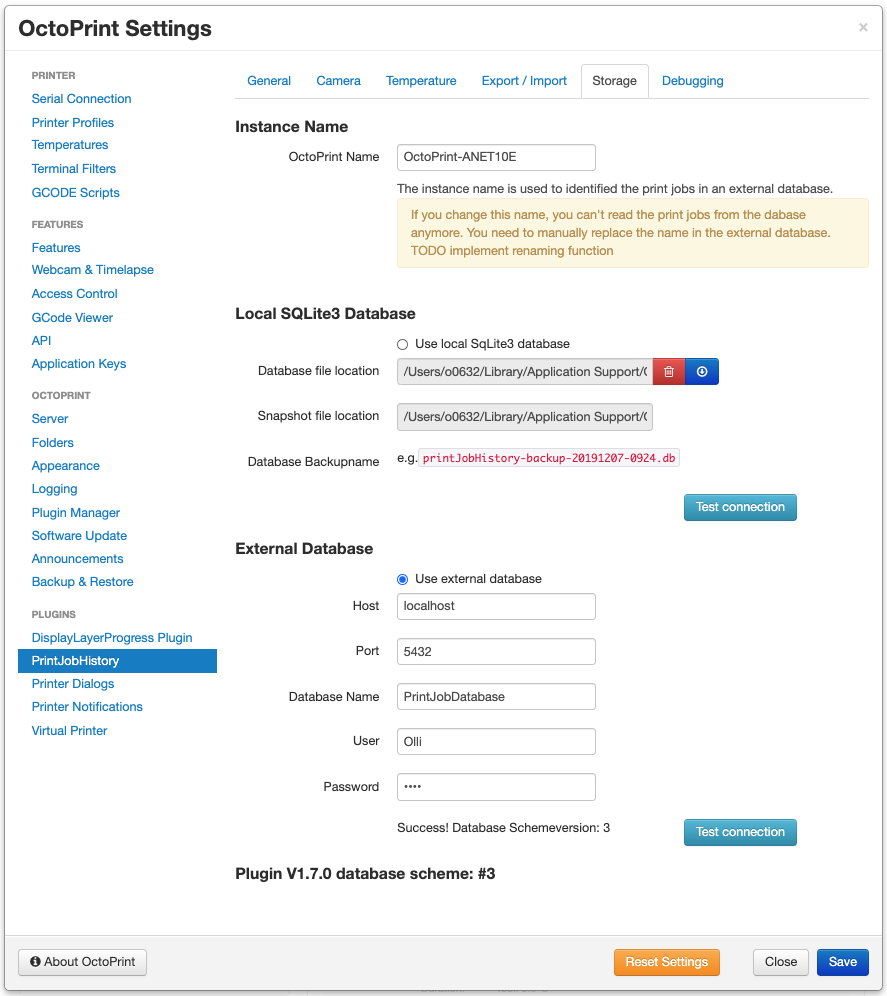 OctoPrint Settings
×
PRINTER
Serial Connection
Printer Profiles
Temperatures
Terminal Filters
GCODE Scripts
FEATURES
Features
Webcam & Timelapse
Access Control
GCode Viewer
API
Application Keys
OCTOPRINT
Server
Folders
Appearance
Logging
Plugin Manager
Software Update
Announcements
Backup & Restore
PLUGINS
DisplayLayerProgress Plugin
PrintJobHistory
Printer Dialogs
Printer Notifications
Virtual Printer
General Camera Temperature Export / Import Storage Debugging
Instance Name
OctoPrint Name OctoPrint-ANET10E
The instance name is used to identified the print jobs in an external database.
If you change this name, you can't read the print jobs from the dabase
anymore. You need to manually replace the name in the external database.
TODO implement renaming function
Local SQLite3 Database
Use local SqLite3 database
Database file location /Users/o0632/Library/Application Support/
Snapshot file location /Users/o0632/Library/Application Support/
Database Backupname e.g. printJobHistory-backup-20191207-0924.db
Test connection
External Database
Use external database
Host localhost
Port 5432
Database Name PrintJobDatabase
User Olli
Password ••••
Success! Database Schemeversion: 3 Test connection
Plugin V1.7.0 database scheme: #3
About OctoPrint Reset Settings Close Save